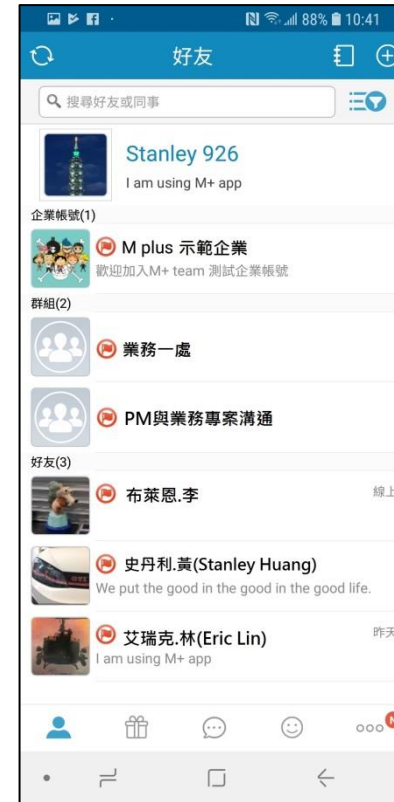 88% 10:41
好友
搜尋好友或同事
Stanley 926
I am using M+ app
企業帳號(1)
M plus 示範企業
歡迎加入M+ team 測試企業帳號
群組(2)
業務一處
PM與業務專案溝通
好友(3)
布萊恩.李
線上
史丹利.黃(Stanley Huang)
We put the good in the good in the good life.
艾瑞克.林(Eric Lin)
昨天
I am using M+ app
N